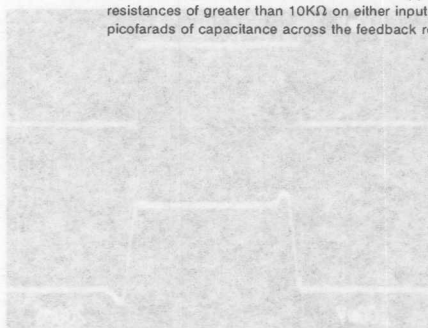 resistances of greater than 10KΩ on either input
picofarads of capacitance across the feedback